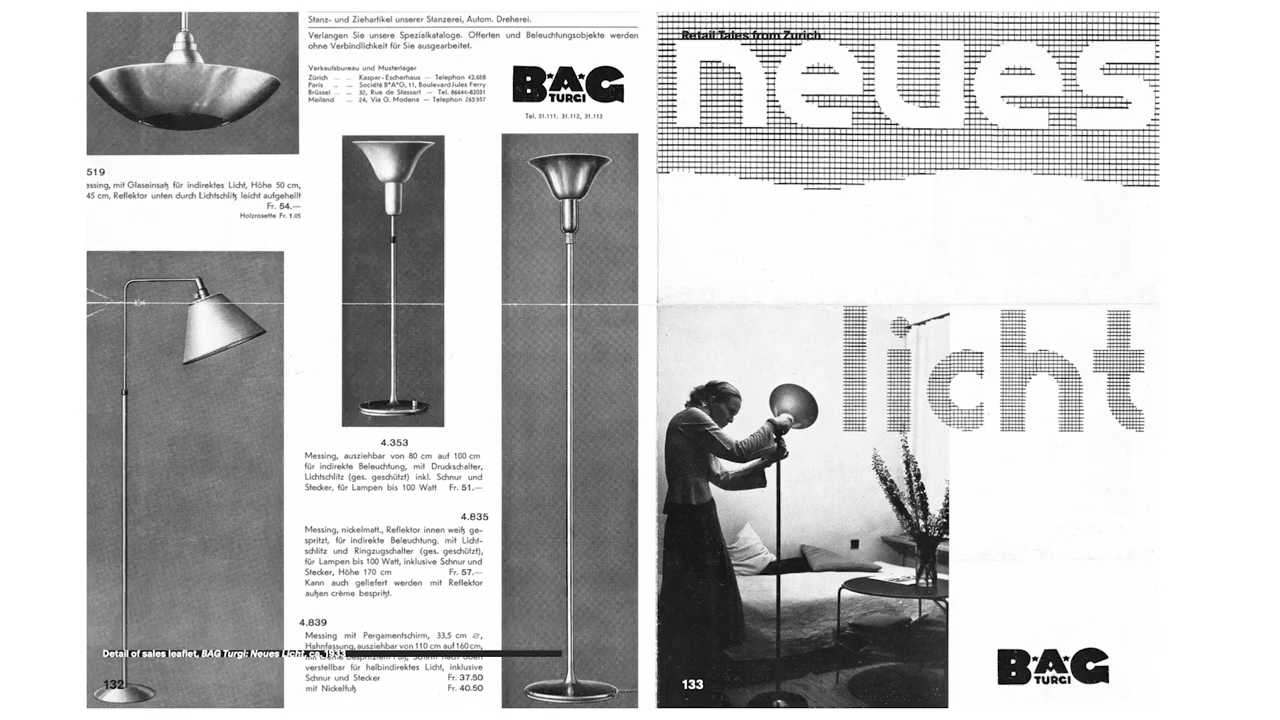 Stanz- und Ziehartikel unserer Stanzerei, Autom. Dreherei.
Verlangen Sie unsere Spezialkataloge. Offerten und Beleuchtungsobjekte werden
ohne Verbindlichkeit für Sie ausgearbeitet.
Verkaufsbureau und Musterlager
Zürich ... .. Kaspar-Escherhaus — Telephon 42.688
Paris .. .. Société B*A*G, 11, Boulevard Jules Ferry
Brüssel .. .. 32, Rue de Stassart — Tel. 86644-82031
Mailand ... 24, Via G. Modena — Telephon 265957
B*A*G
TURGI
Tel. 31.111. 31.112, 31.113
519
essing, mit Glaseinsatz für indirektes Licht, Höhe 50 cm,
45 cm, Reflektor unten durch Lichtschlitz leicht aufgehellt
Fr. 54.—
Holzrosette Fr. 1.05
4.353
Messing, ausziehbar von 80 cm auf 100 cm
für indirekte Beleuchtung, mit Druckschalter,
Lichtschlitz (ges. geschützt) inkl. Schnur und
Stecker, für Lampen bis 100 Watt Fr. 51.—
4.835
Messing, nickelmatt., Reflektor innen weiß ge-
spritzt, für indirekte Beleuchtung. mit Licht-
schlitz und Ringzugschalter (ges. geschützt),
für Lampen bis 100 Watt, inklusive Schnur und
Stecker, Höhe 170 cm Fr. 57.—
Kann auch geliefert werden mit Reflektor
außen crème bespritzt.
4.839
Messing mit Pergamentschirm, 33,5 cm ⌀,
Hahnfassung, ausziehbar von 110 cm auf 160 cm,
mit crème bespritztem Fuß, Schirm nach oben
verstellbar für halbindirektes Licht, inklusive
Schnur und Stecker Fr. 37.50
mit Nickelfuß Fr. 40.50
Detail of sales leaflet, BAG Turgi: Neues Licht, ca. 1933
132
Retail Tales from Zurich
neues
licht
B*A*G
TURGI
133